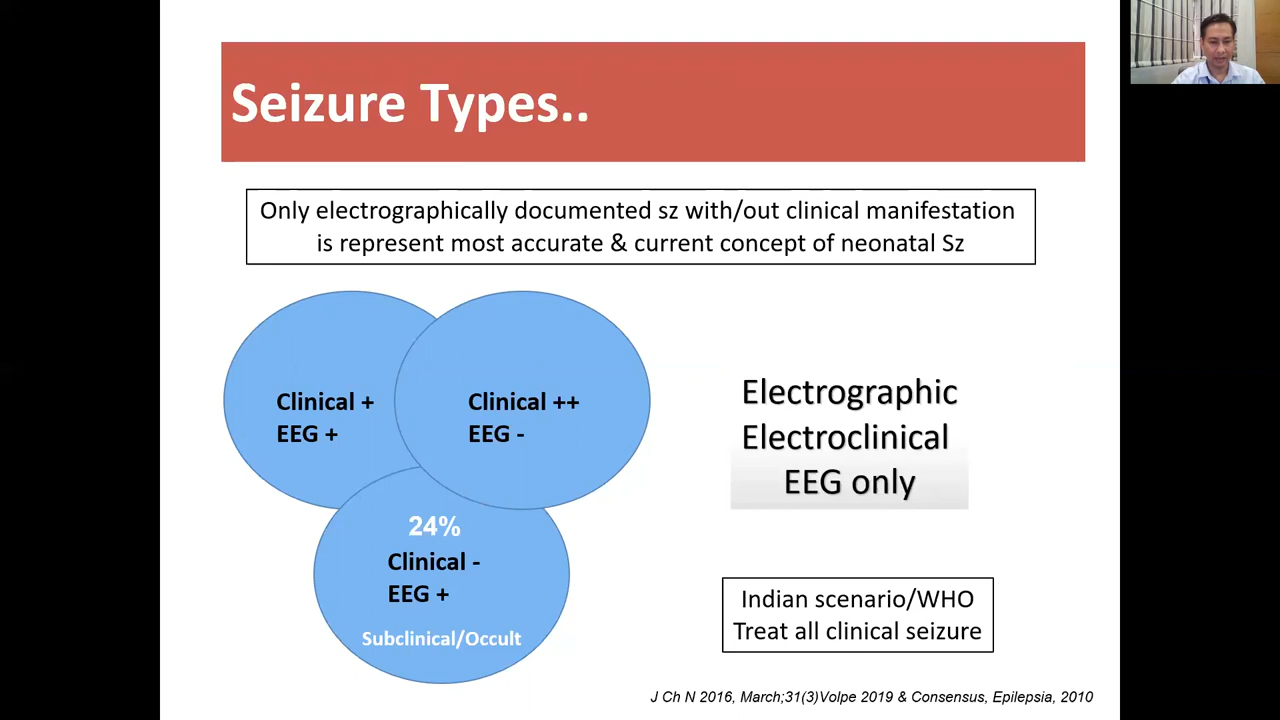 Seizure Types..
Only electrographically documented sz with/out clinical manifestation
is represent most accurate & current concept of neonatal Sz
Clinical +
EEG +
Clinical ++
EEG -
24%
Clinical -
EEG +
Subclinical/Occult
Electrographic
Electroclinical
EEG only
Indian scenario/WHO
Treat all clinical seizure
J Ch N 2016, March;31(3)Volpe 2019 & Consensus, Epilepsia, 2010